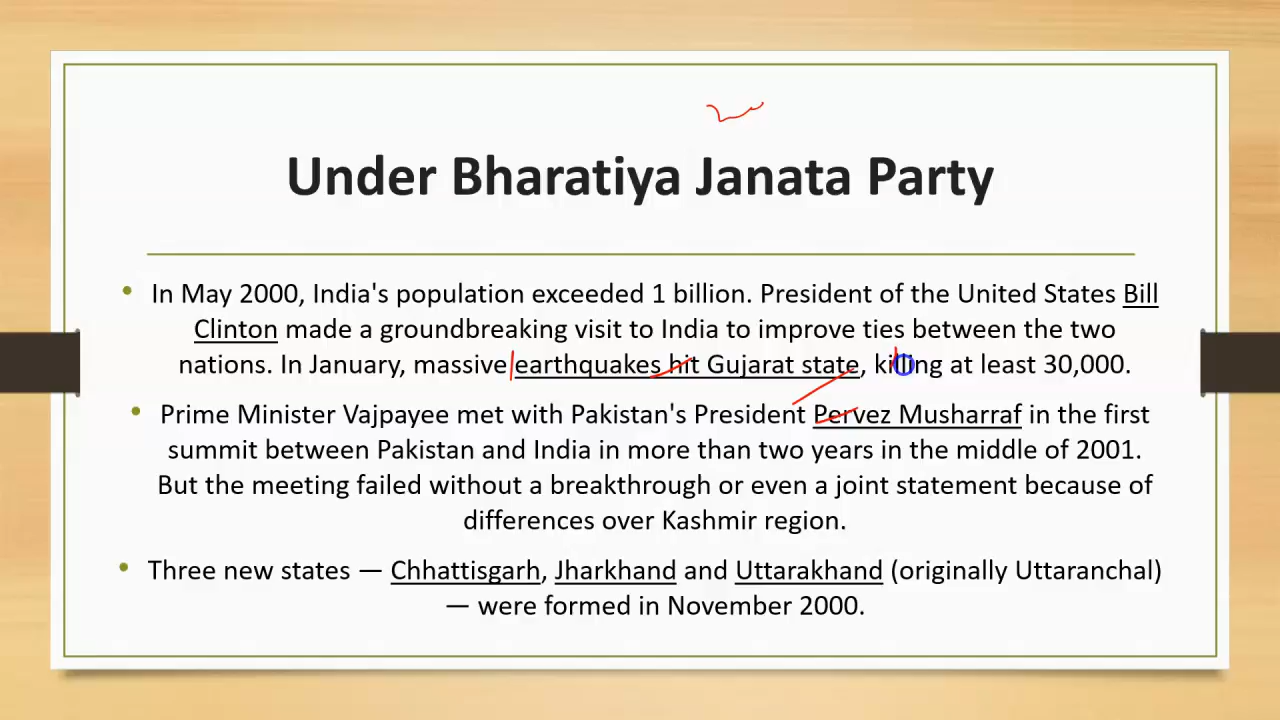 Under Bharatiya Janata Party
• In May 2000, India's population exceeded 1 billion. President of the United States Bill
Clinton made a groundbreaking visit to India to improve ties between the two
nations. In January, massive earthquakes hit Gujarat state, killing at least 30,000.
• Prime Minister Vajpayee met with Pakistan's President Pervez Musharraf in the first
summit between Pakistan and India in more than two years in the middle of 2001.
But the meeting failed without a breakthrough or even a joint statement because of
differences over Kashmir region.
• Three new states — Chhattisgarh, Jharkhand and Uttarakhand (originally Uttaranchal)
— were formed in November 2000.